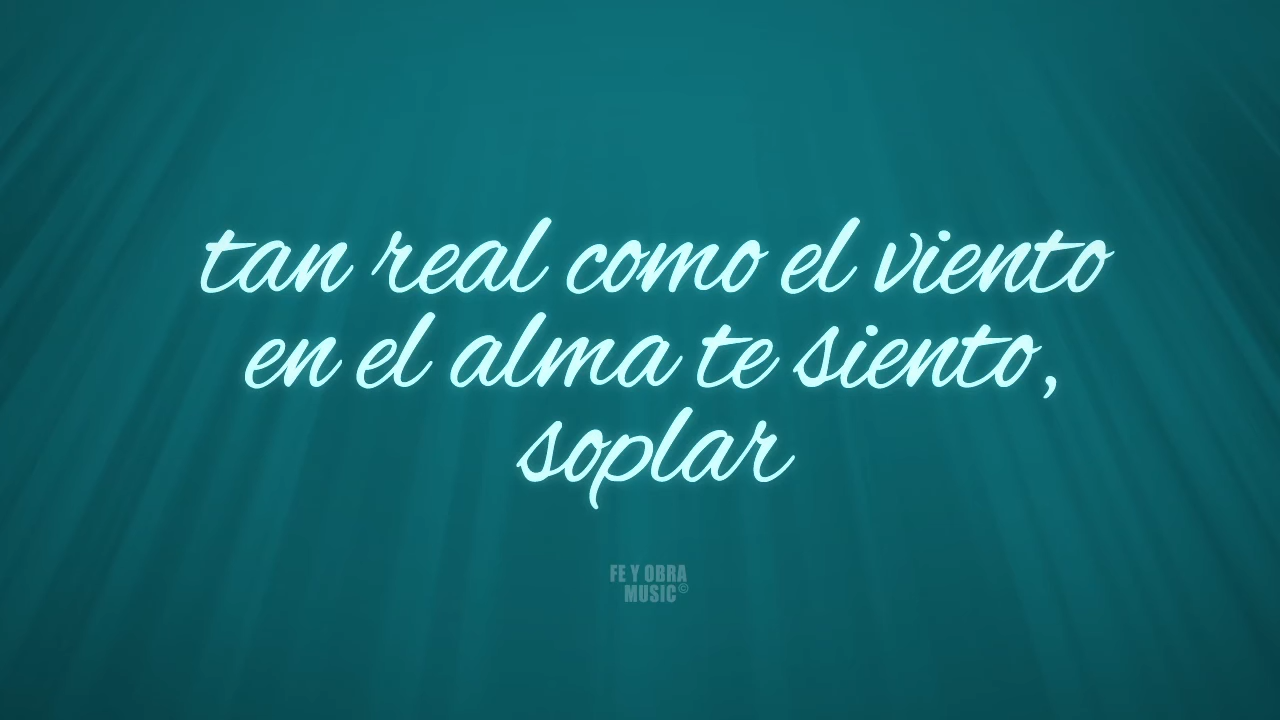 tan real como el viento
en el alma te siento,
soplar
FE Y OBRA
MUSIC©